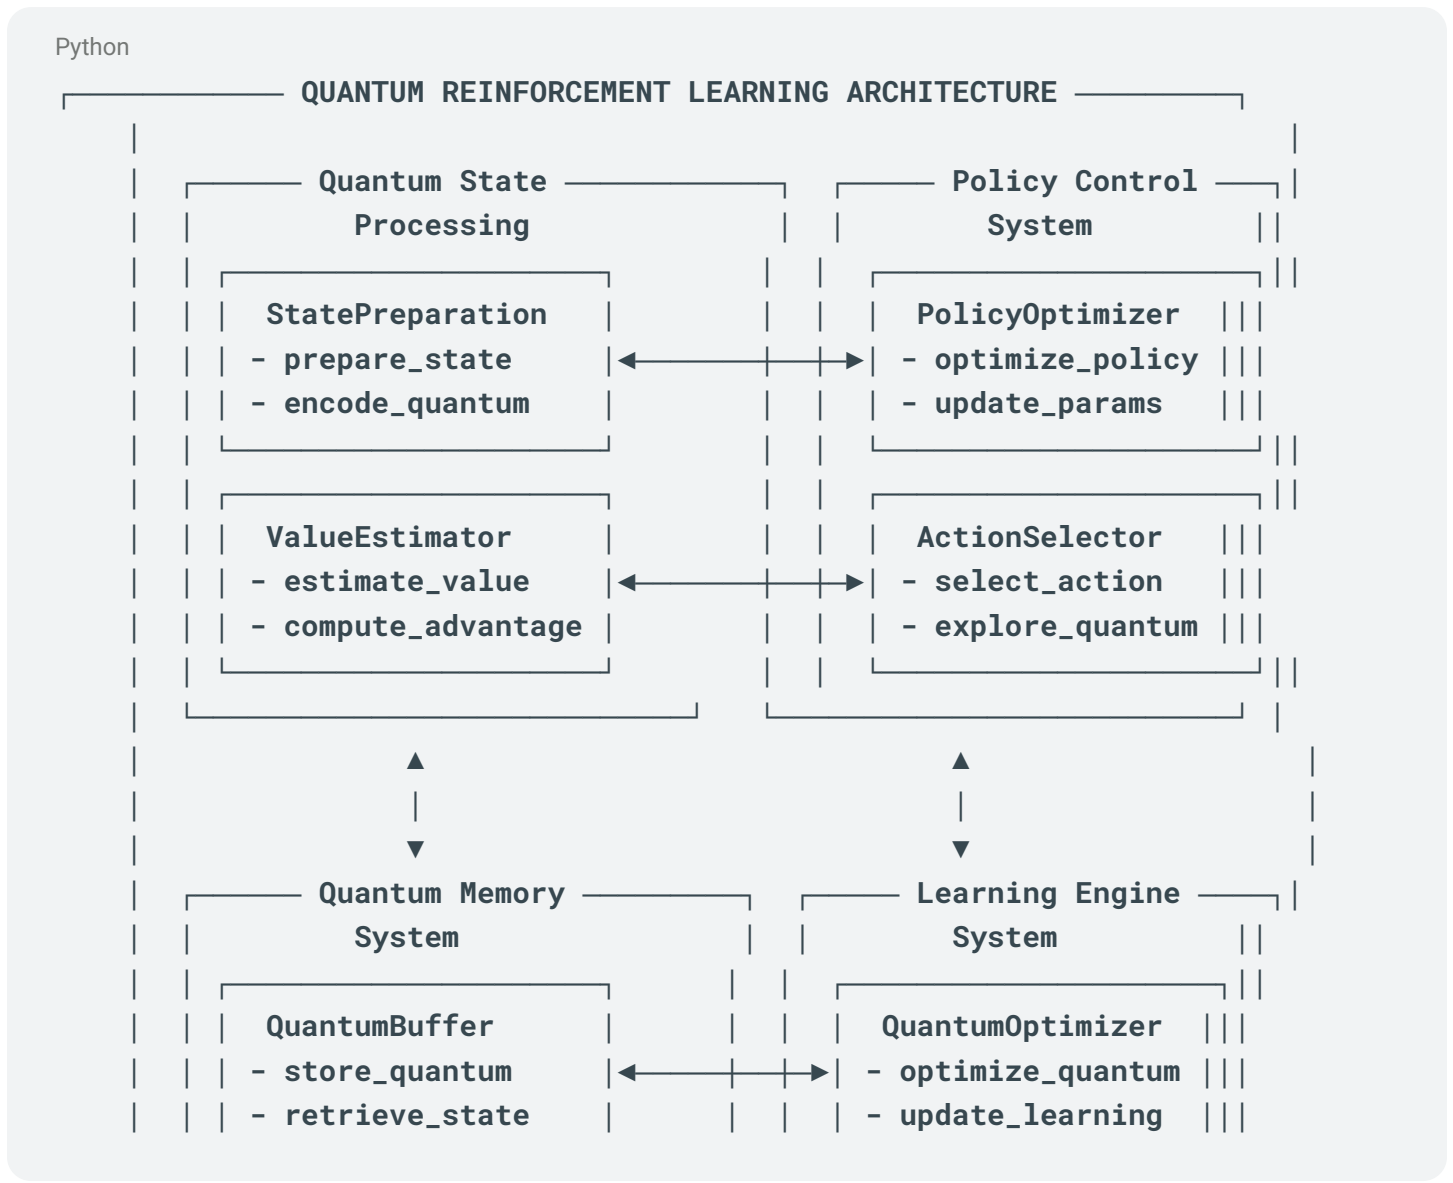 Python
QUANTUM REINFORCEMENT LEARNING ARCHITECTURE
Quantum State Policy Control
Processing System
StatePreparation PolicyOptimizer
- prepare_state - optimize_policy
- encode_quantum - update_params
ValueEstimator ActionSelector
- estimate_value - select_action
- compute_advantage - explore_quantum
Quantum Memory Learning Engine
System System
QuantumBuffer QuantumOptimizer
- store_quantum - optimize_quantum
- retrieve_state - update_learning